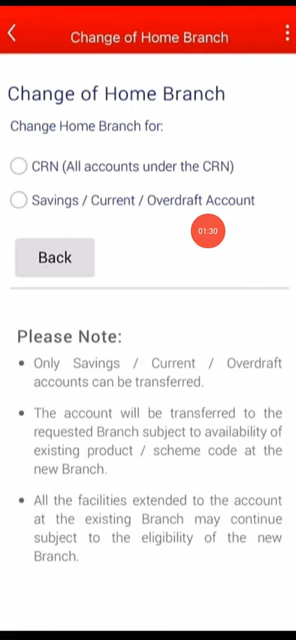 Change of Home Branch
Change of Home Branch
Change Home Branch for:
CRN (All accounts under the CRN)
Savings / Current / Overdraft Account
01:30
Back
Please Note:
Only Savings / Current / Overdraft
accounts can be transferred.
The account will be transferred to the
requested Branch subject to availability of
existing product / scheme code at the
new Branch.
All the facilities extended to the account
at the existing Branch may continue
subject to the eligibility of the new
Branch.